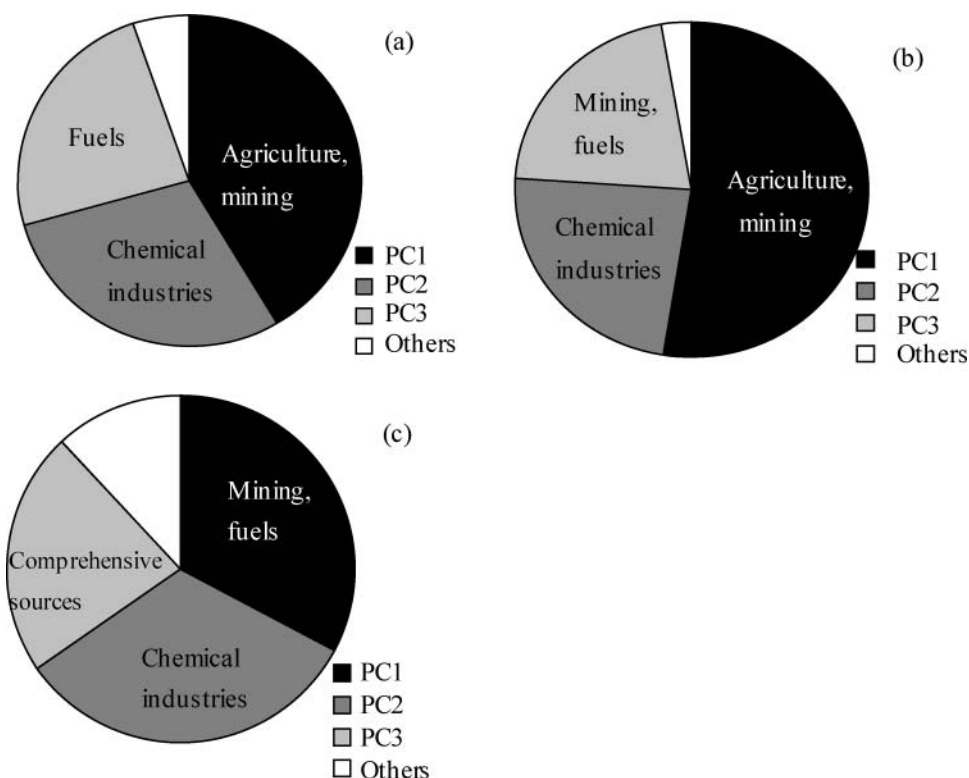 (a)
Fuels
Agriculture,
mining
Chemical
industries
PC1
PC2
PC3
Others
(b)
Mining,
fuels
Agriculture,
mining
Chemical
industries
PC1
PC2
PC3
Others
(c)
Mining,
fuels
Comprehensive
sources
Chemical
industries
PC1
PC2
PC3
Others